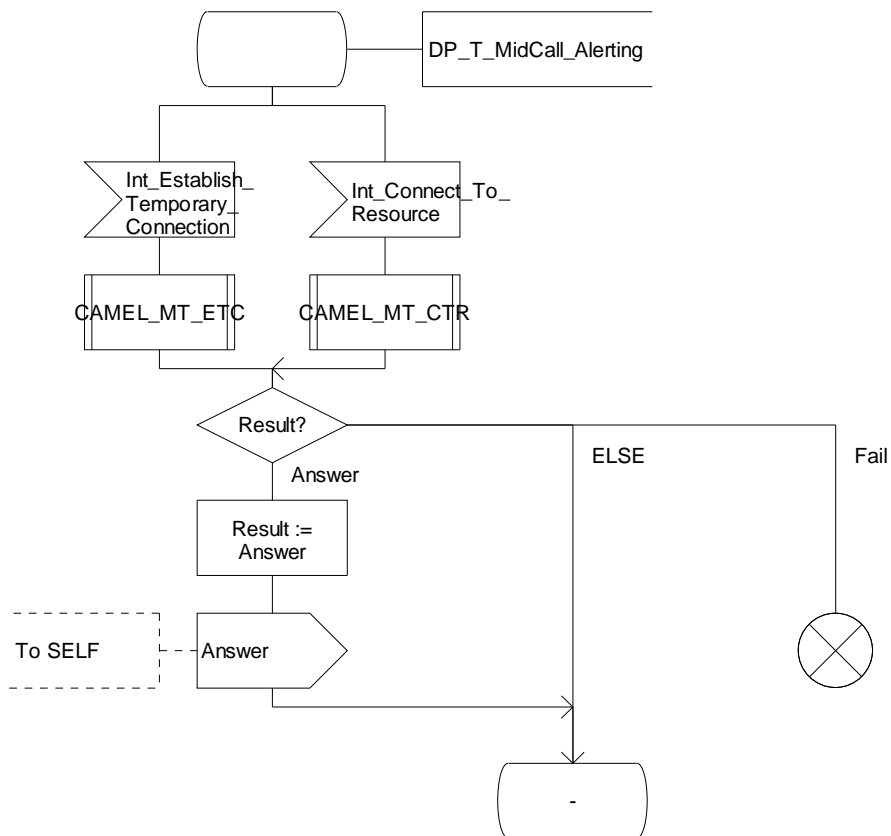 DP_T_MidCall_Alerting
Int_Establish_
Temporary_
Connection
Int_Connect_To_
Resource
CAMEL_MT_ETC
CAMEL_MT_CTR
Result?
ELSE
Fail
Answer
Result :=
Answer
To SELF
Answer
-